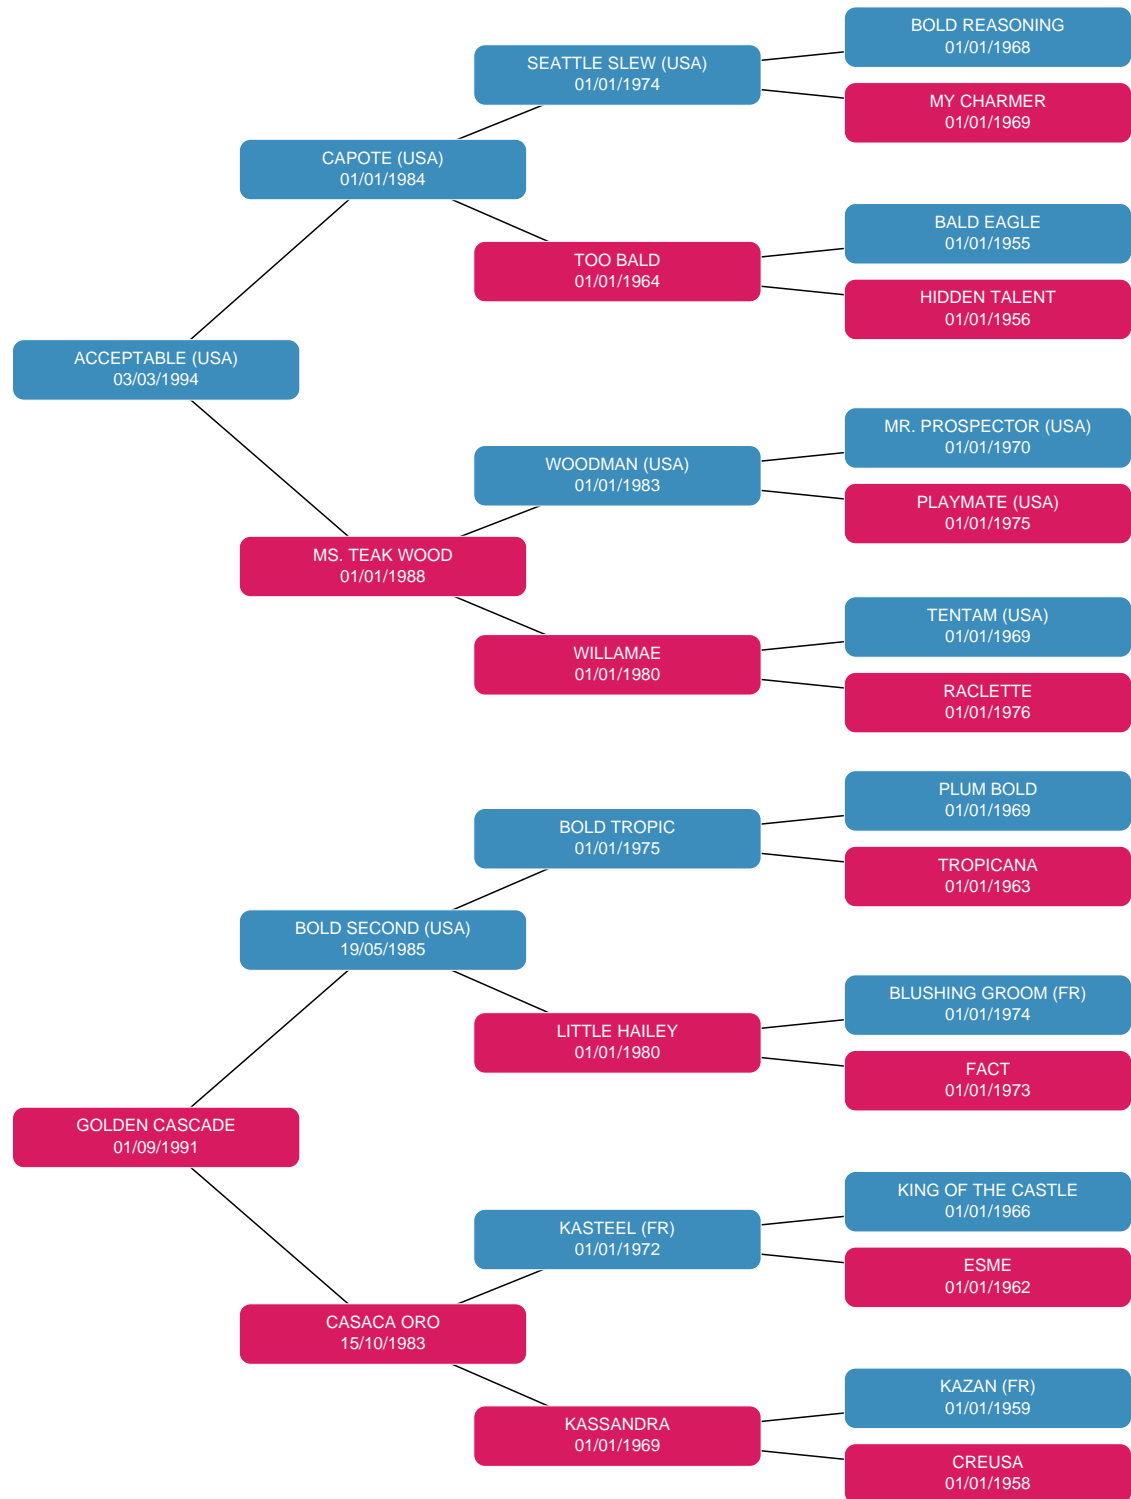 BOLD REASONING
01/01/1968
SEATTLE SLEW (USA)
01/01/1974
MY CHARMER
01/01/1969
CAPOTE (USA)
01/01/1984
BALD EAGLE
01/01/1955
TOO BALD
01/01/1964
HIDDEN TALENT
01/01/1956
ACCEPTABLE (USA)
03/03/1994
MR. PROSPECTOR (USA)
01/01/1970
WOODMAN (USA)
01/01/1983
PLAYMATE (USA)
01/01/1975
MS. TEAK WOOD
01/01/1988
TENTAM (USA)
01/01/1969
WILLAMAE
01/01/1980
RACLETTE
01/01/1976
PLUM BOLD
01/01/1969
BOLD TROPIC
01/01/1975
TROPICANA
01/01/1963
BOLD SECOND (USA)
19/05/1985
BLUSHING GROOM (FR)
01/01/1974
LITTLE HAILEY
01/01/1980
FACT
01/01/1973
GOLDEN CASCADE
01/09/1991
KING OF THE CASTLE
01/01/1966
KASTEEL (FR)
01/01/1972
ESME
01/01/1962
CASACA ORO
15/10/1983
KAZAN (FR)
01/01/1959
KASSANDRA
01/01/1969
CREUSA
01/01/1958